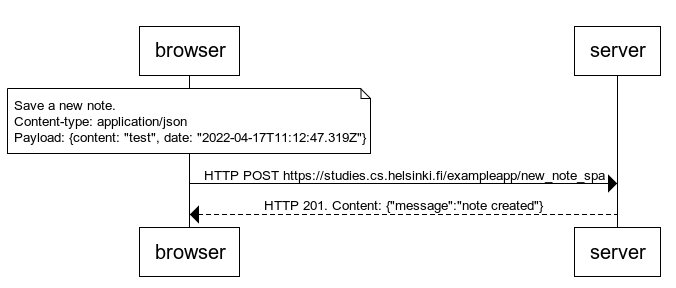 browser
server
Save a new note.
Content-type: application/json
Payload: {content: "test", date: "2022-04-17T11:12:47.319Z"}
HTTP POST https://studies.cs.helsinki.fi/exampleapp/new_note_spa
HTTP 201. Content: {"message":"note created"}
browser
server